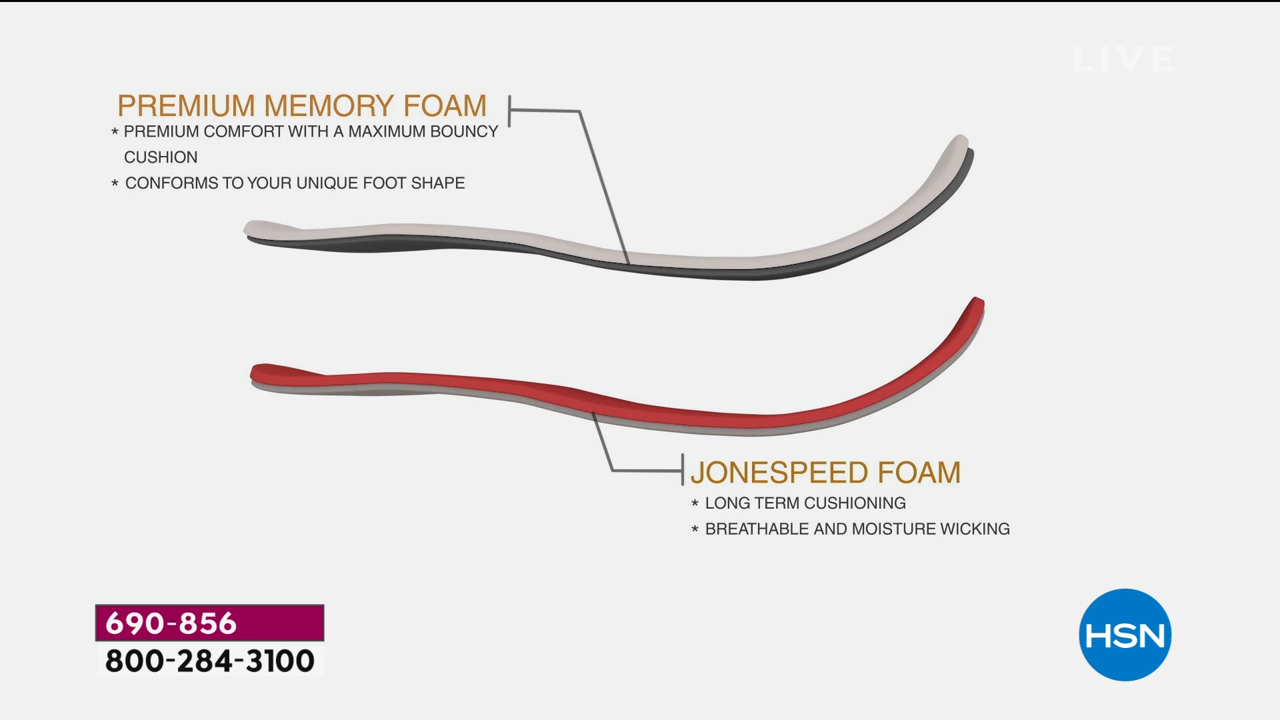 LIVE
PREMIUM MEMORY FOAM
* PREMIUM COMFORT WITH A MAXIMUM BOUNCY
CUSHION
* CONFORMS TO YOUR UNIQUE FOOT SHAPE
JONESPEED FOAM
* LONG TERM CUSHIONING
* BREATHABLE AND MOISTURE WICKING
690-856
800-284-3100
HSN